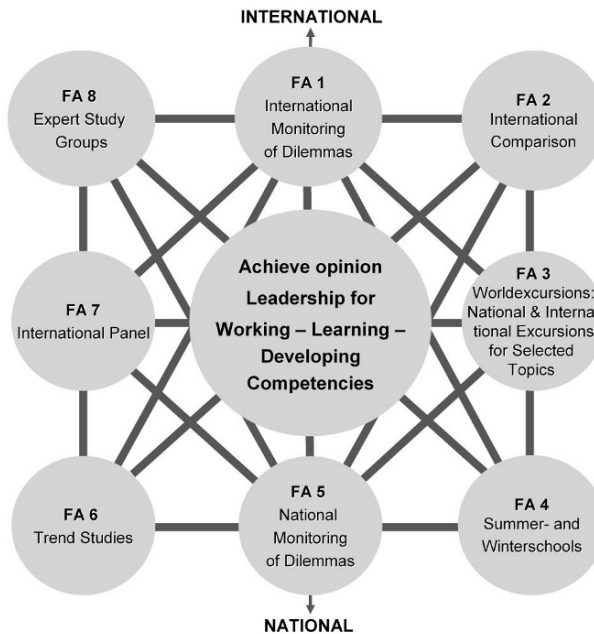 INTERNATIONAL
FA 8
Expert Study
Groups
FA 1
International
Monitoring
of Dilemmas
FA 2
International
Comparison
Achieve opinion
Leadership for
Working – Learning –
Developing
Competencies
FA 7
International Panel
FA 3
Worldexcursions:
National & Interna
tional Excursions
for Selected
Topics
FA 6
Trend Studies
FA 5
National
Monitoring
of Dilemmas
FA 4
Summer- and
Winterschools
NATIONAL